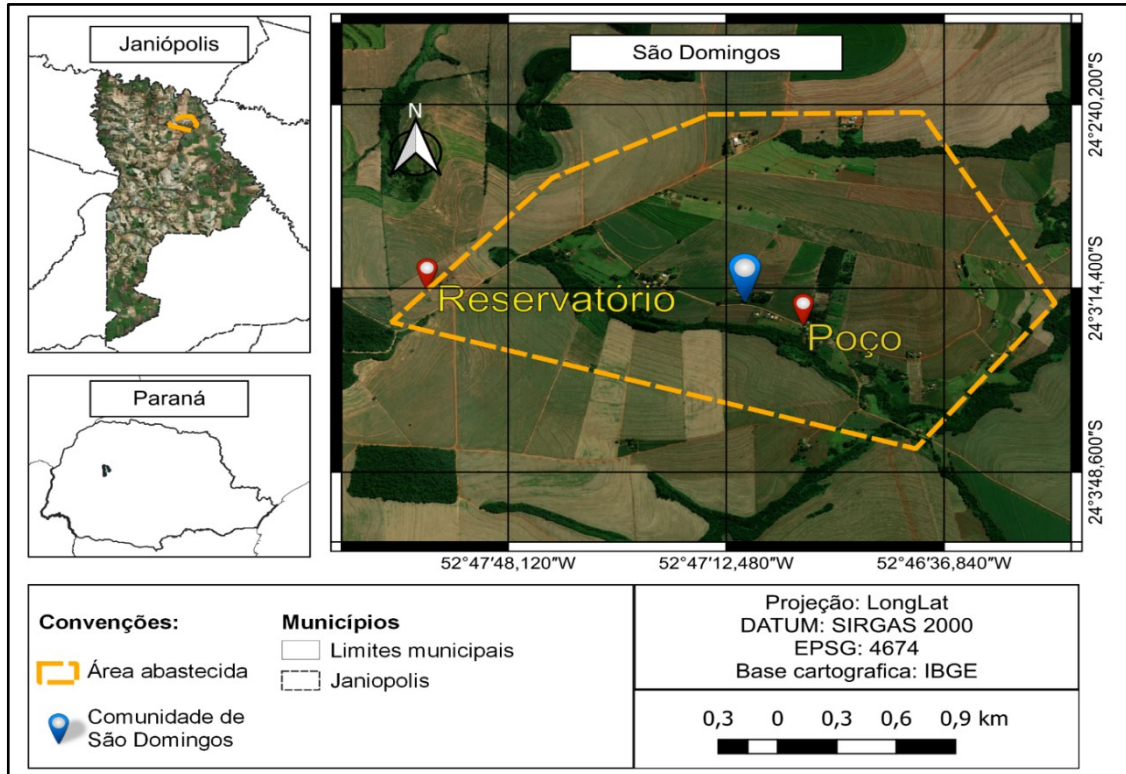 Janiópolis
São Domingos
N
Reservatório
Poço
24°2'40,200"S
24°3'14,400"S
24°3'48,600"S
52°47'48,120"W
52°47'12,480"W
52°46'36,840"W
Paraná
Convenções:
Área abastecida
Comunidade de
São Domingos
Municípios
Limites municipais
Janiopolis
Projeção: LongLat
DATUM: SIRGAS 2000
EPSG: 4674
Base cartografica: IBGE
0,3 0 0,3 0,6 0,9 km